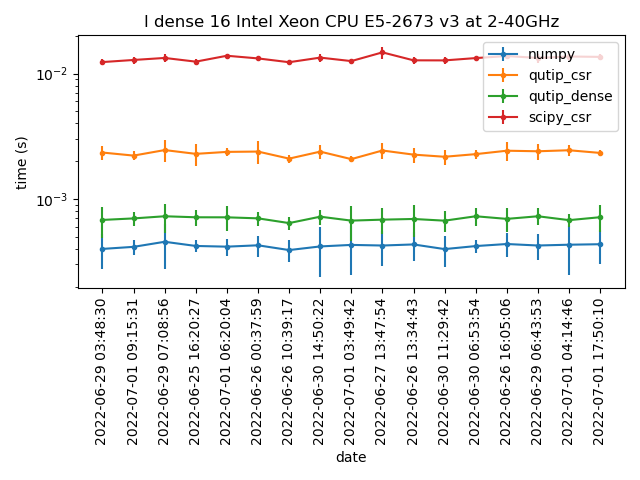 I dense 16 Intel Xeon CPU E5-2673 v3 at 2-40GHz
numpy
qutip_csr
qutip_dense
scipy_csr
time (s)
10⁻²
10⁻³
2022-06-29 03:48:30
2022-07-01 09:15:31
2022-06-29 07:08:56
2022-06-25 16:20:27
2022-07-01 06:20:04
2022-06-26 00:37:59
2022-06-26 10:39:17
2022-06-30 14:50:22
2022-07-01 03:49:42
2022-06-27 13:47:54
2022-06-26 13:34:43
2022-06-30 11:29:42
2022-06-30 06:53:54
2022-06-26 16:05:06
2022-06-29 06:43:53
2022-07-01 04:14:46
2022-07-01 17:50:10
date